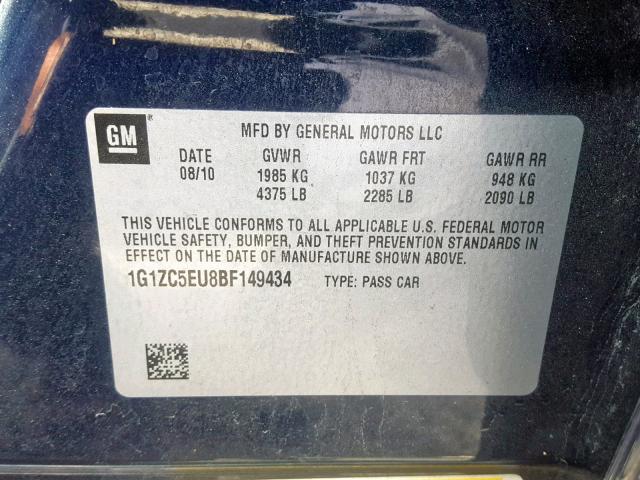 GM
MFD BY GENERAL MOTORS LLC
DATE GVWR GAWR FRT GAWR RR
08/10 1985 KG 1037 KG 948 KG
4375 LB 2285 LB 2090 LB
THIS VEHICLE CONFORMS TO ALL APPLICABLE U.S. FEDERAL MOTOR
VEHICLE SAFETY, BUMPER, AND THEFT PREVENTION STANDARDS IN
EFFECT ON THE DATE OF MANUFACTURE SHOWN ABOVE.
1G1ZC5EU8BF149434 TYPE: PASS CAR